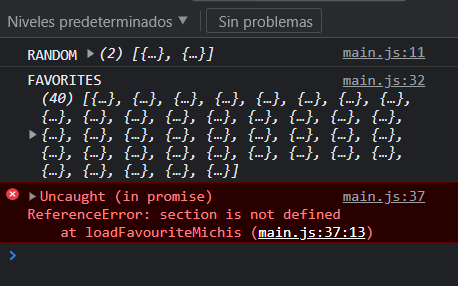 Niveles predeterminados ▼ Sin problemas
RANDOM ▶ (2) [{…}, {…}] main.js:11
FAVORITES main.js:32
(40) [{…}, {…}, {…}, {…}, {…}, {…}, {…}, {…},
{…}, {…}, {…}, {…}, {…}, {…}, {…}, {…}, {…},
▶ {…}, {…}, {…}, {…}, {…}, {…}, {…}, {…}, {…},
{…}, {…}, {…}, {…}, {…}, {…}, {…}, {…}, {…},
{…}, {…}, {…}, {…}, {…}]
▶ Uncaught (in promise) main.js:37
ReferenceError: section is not defined
at loadFavouriteMichis (main.js:37:13)